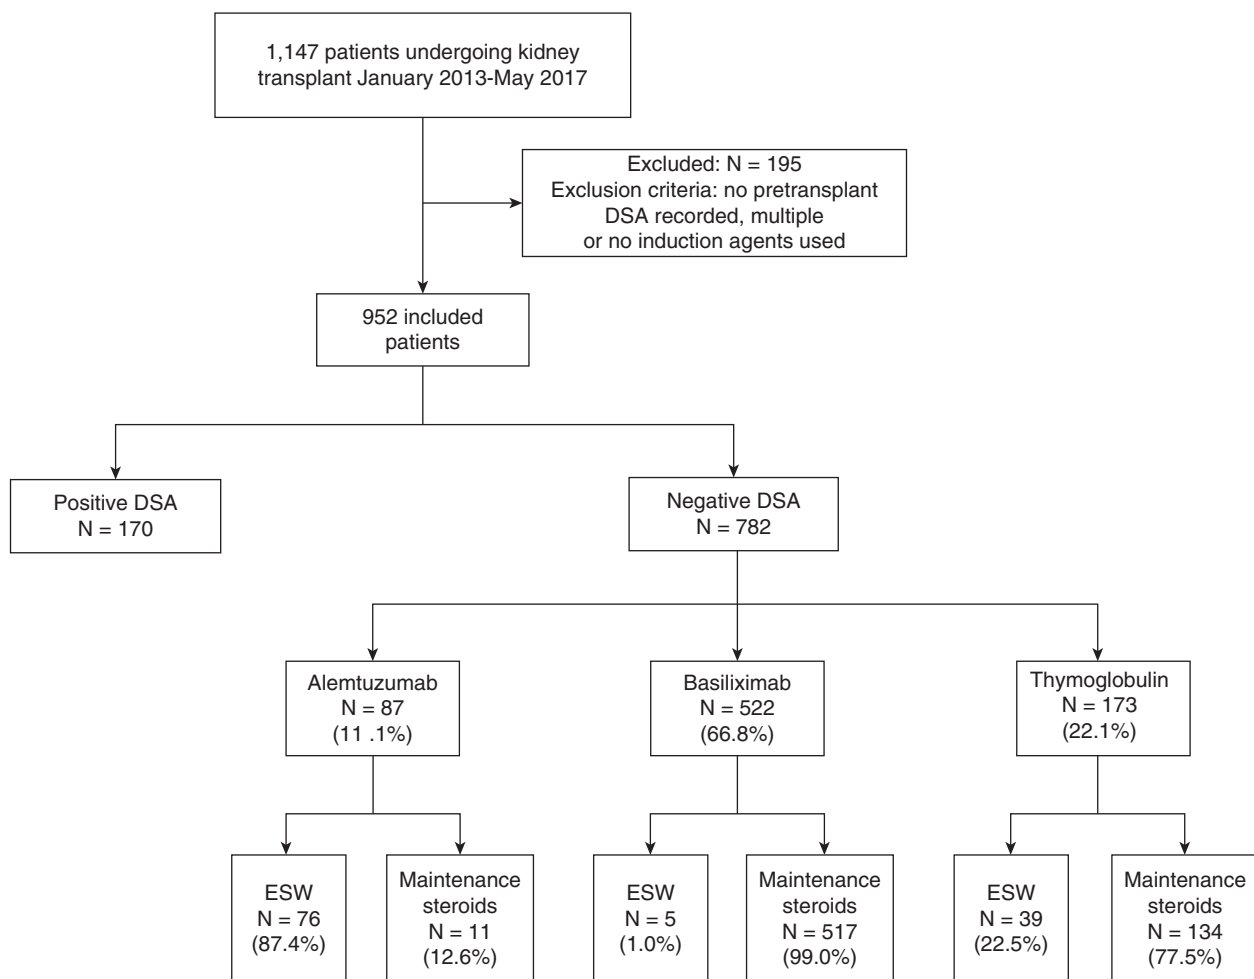 1,147 patients undergoing kidney
transplant January 2013-May 2017
Excluded: N = 195
Exclusion criteria: no pretransplant
DSA recorded, multiple
or no induction agents used
952 included
patients
Positive DSA
N = 170
Negative DSA
N = 782
Alemtuzumab
N = 87
(11 .1%)
Basiliximab
N = 522
(66.8%)
Thymoglobulin
N = 173
(22.1%)
ESW
N = 76
(87.4%)
Maintenance
steroids
N = 11
(12.6%)
ESW
N = 5
(1.0%)
Maintenance
steroids
N = 517
(99.0%)
ESW
N = 39
(22.5%)
Maintenance
steroids
N = 134
(77.5%)